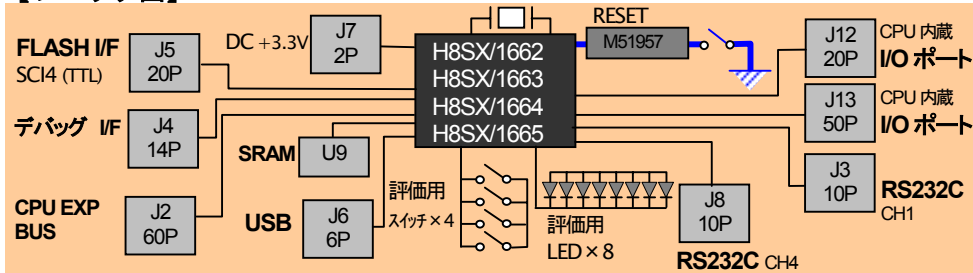 FLASH I/F
SCI4 (TTL)
J5
20P
DC +3.3V
J7
2P
H8SX/1662
H8SX/1663
H8SX/1664
H8SX/1665
RESET
M51957
J12
20P
CPU 内蔵
I/O ポート
J13
50P
CPU 内蔵
I/O ポート
デバッグ I/F
J4
14P
SRAM
U9
CPU EXP
BUS
J2
60P
USB
J6
6P
評価用
スイッチ×4
評価用
LED×8
J8
10P
RS232C CH4
J3
10P
RS232C
CH1